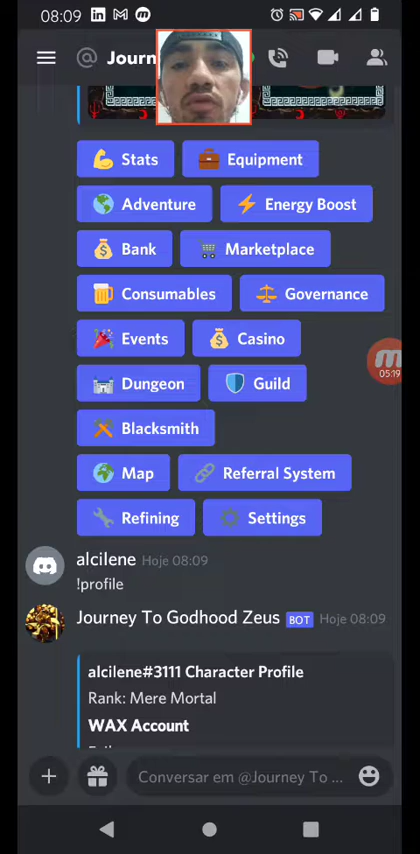 08:09
@ Journ
Stats
Equipment
Adventure
Energy Boost
Bank
Marketplace
Consumables
Governance
Events
Casino
Dungeon
Guild
Blacksmith
05:19
Map
Referral System
Refining
Settings
alcilene Hoje 08:09
!profile
Journey To Godhood Zeus BOT Hoje 08:09
alcilene#3111 Character Profile
Rank: Mere Mortal
WAX Account
Conversar em @Journey To ...